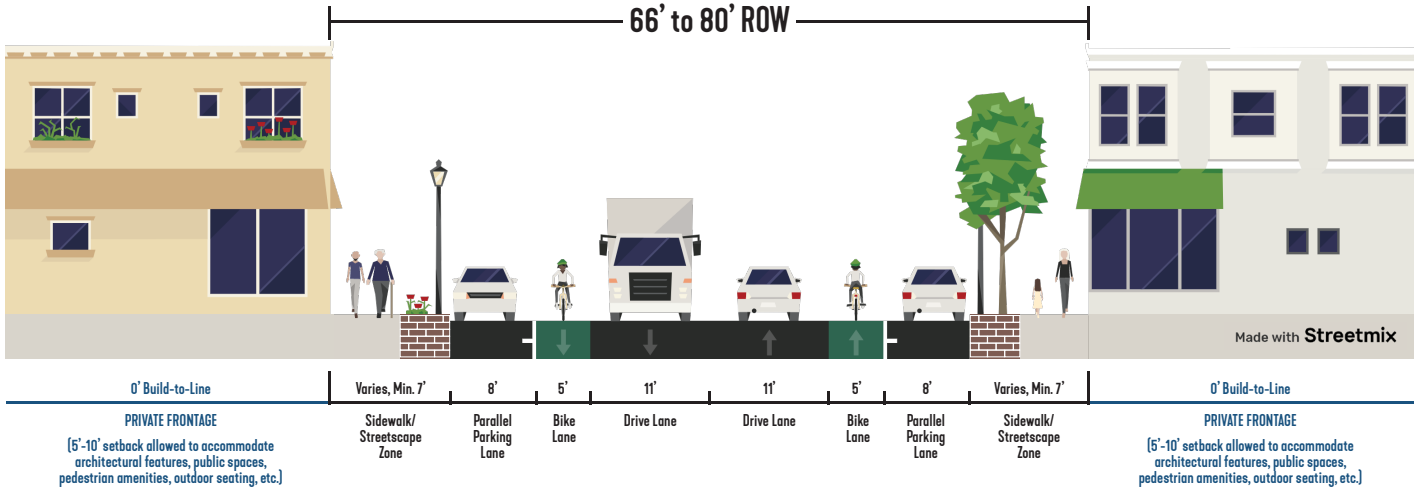 66’ to 80’ ROW
Made with Streetmix
0’ Build-to-Line
Varies, Min. 7’
8’
5’
11’
11’
5’
8’
Varies, Min. 7’
0’ Build-to-Line
PRIVATE FRONTAGE
(5’-10’ setback allowed to accommodate
architectural features, public spaces,
pedestrian amenities, outdoor seating, etc.)
Sidewalk/
Streetscape
Zone
Parallel
Parking
Lane
Bike
Lane
Drive Lane
Drive Lane
Bike
Lane
Parallel
Parking
Lane
Sidewalk/
Streetscape
Zone
PRIVATE FRONTAGE
(5’-10’ setback allowed to accommodate
architectural features, public spaces,
pedestrian amenities, outdoor seating, etc.)